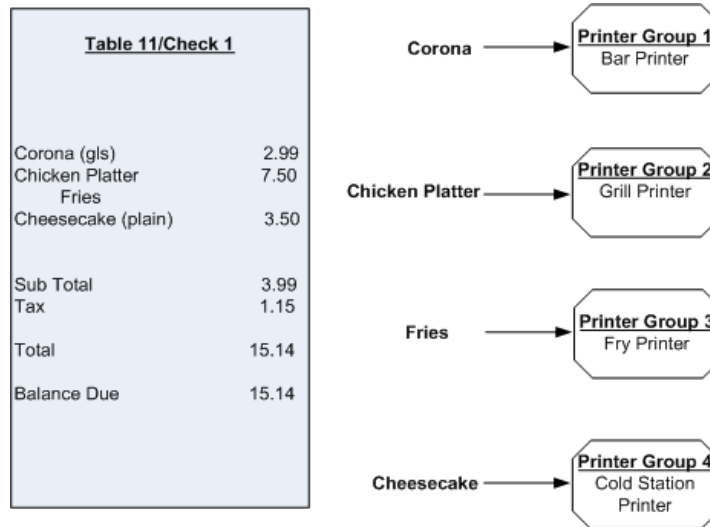 Table 11/Check 1
Corona (gls) 2.99
Chicken Platter 7.50
Fries
Cheesecake (plain) 3.50
Sub Total 3.99
Tax 1.15
Total 15.14
Balance Due 15.14
Corona
Printer Group 1
Bar Printer
Chicken Platter
Printer Group 2
Grill Printer
Fries
Printer Group 3
Fry Printer
Cheesecake
Printer Group 4
Cold Station
Printer